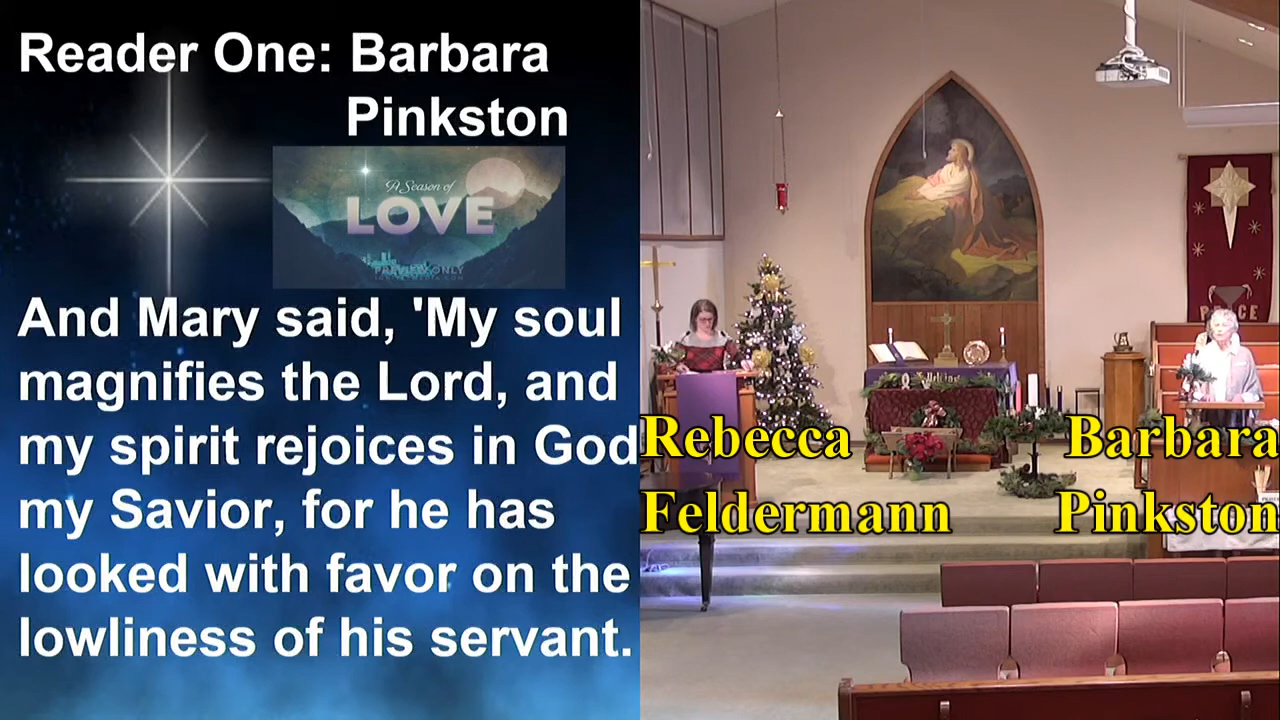 Reader One: Barbara
Pinkston
A Season of
LOVE
PREVIEW ONLY
And Mary said, 'My soul
magnifies the Lord, and
my spirit rejoices in God
my Savior, for he has
looked with favor on the
lowliness of his servant.
Rebecca
Feldermann
Barbara
Pinkston